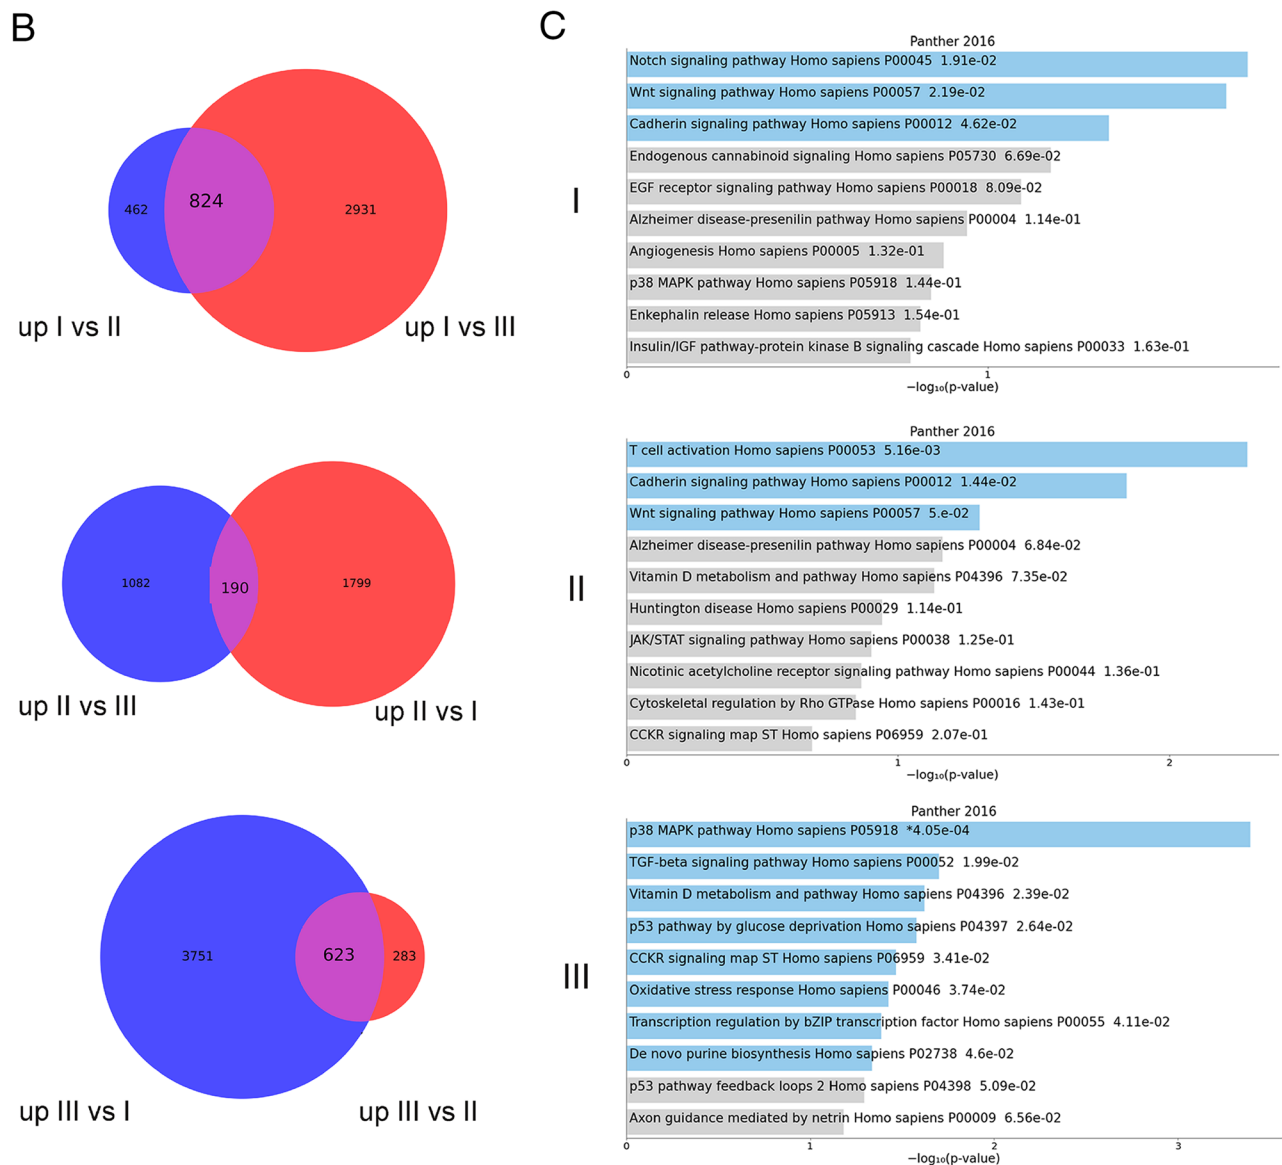 B
462
824
2931
up I vs II
up I vs III
1082
190
1799
up II vs III
up II vs I
3751
623
283
up III vs I
up III vs II
C
I
Panther 2016
Notch signaling pathway Homo sapiens P00045 1.91e-02
Wnt signaling pathway Homo sapiens P00057 2.19e-02
Cadherin signaling pathway Homo sapiens P00012 4.62e-02
Endogenous cannabinoid signaling Homo sapiens P05730 6.69e-02
EGF receptor signaling pathway Homo sapiens P00018 8.09e-02
Alzheimer disease-presenilin pathway Homo sapiens P00004 1.14e-01
Angiogenesis Homo sapiens P00005 1.32e-01
p38 MAPK pathway Homo sapiens P05918 1.44e-01
Enkephalin release Homo sapiens P05913 1.54e-01
Insulin/IGF pathway-protein kinase B signaling cascade Homo sapiens P00033 1.63e-01
0 1
−log₁₀(p-value)
II
Panther 2016
T cell activation Homo sapiens P00053 5.16e-03
Cadherin signaling pathway Homo sapiens P00012 1.44e-02
Wnt signaling pathway Homo sapiens P00057 5.e-02
Alzheimer disease-presenilin pathway Homo sapiens P00004 6.84e-02
Vitamin D metabolism and pathway Homo sapiens P04396 7.35e-02
Huntington disease Homo sapiens P00029 1.14e-01
JAK/STAT signaling pathway Homo sapiens P00038 1.25e-01
Nicotinic acetylcholine receptor signaling pathway Homo sapiens P00044 1.36e-01
Cytoskeletal regulation by Rho GTPase Homo sapiens P00016 1.43e-01
CCKR signaling map ST Homo sapiens P06959 2.07e-01
0 1 2
−log₁₀(p-value)
III
Panther 2016
p38 MAPK pathway Homo sapiens P05918 *4.05e-04
TGF-beta signaling pathway Homo sapiens P00052 1.99e-02
Vitamin D metabolism and pathway Homo sapiens P04396 2.39e-02
p53 pathway by glucose deprivation Homo sapiens P04397 2.64e-02
CCKR signaling map ST Homo sapiens P06959 3.41e-02
Oxidative stress response Homo sapiens P00046 3.74e-02
Transcription regulation by bZIP transcription factor Homo sapiens P00055 4.11e-02
De novo purine biosynthesis Homo sapiens P02738 4.6e-02
p53 pathway feedback loops 2 Homo sapiens P04398 5.09e-02
Axon guidance mediated by netrin Homo sapiens P00009 6.56e-02
0 1 2 3
−log₁₀(p-value)